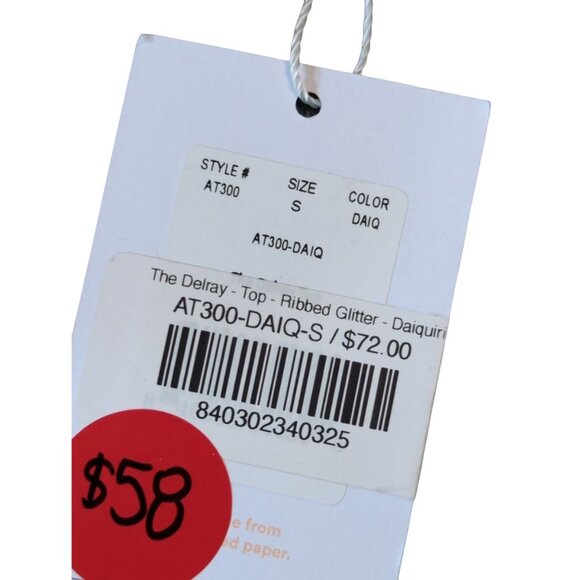 STYLE # SIZE COLOR
AT300 S DAIQ
AT300-DAIQ
The Delray - Top - Ribbed Glitter - Daiquiri
AT300-DAIQ-S / $72.00
840302340325
$58
from
paper.